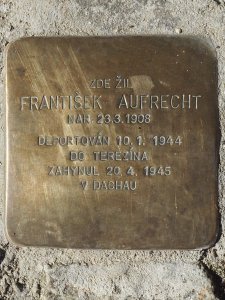 ZDE ŽIL
FRANTIŠEK AUFRECHT
NAR. 23.3.1908
DEPORTOVÁN 10.1.1944
DO TEREZÍNA
ZAHYNUL 20.4.1945
V DACHAU